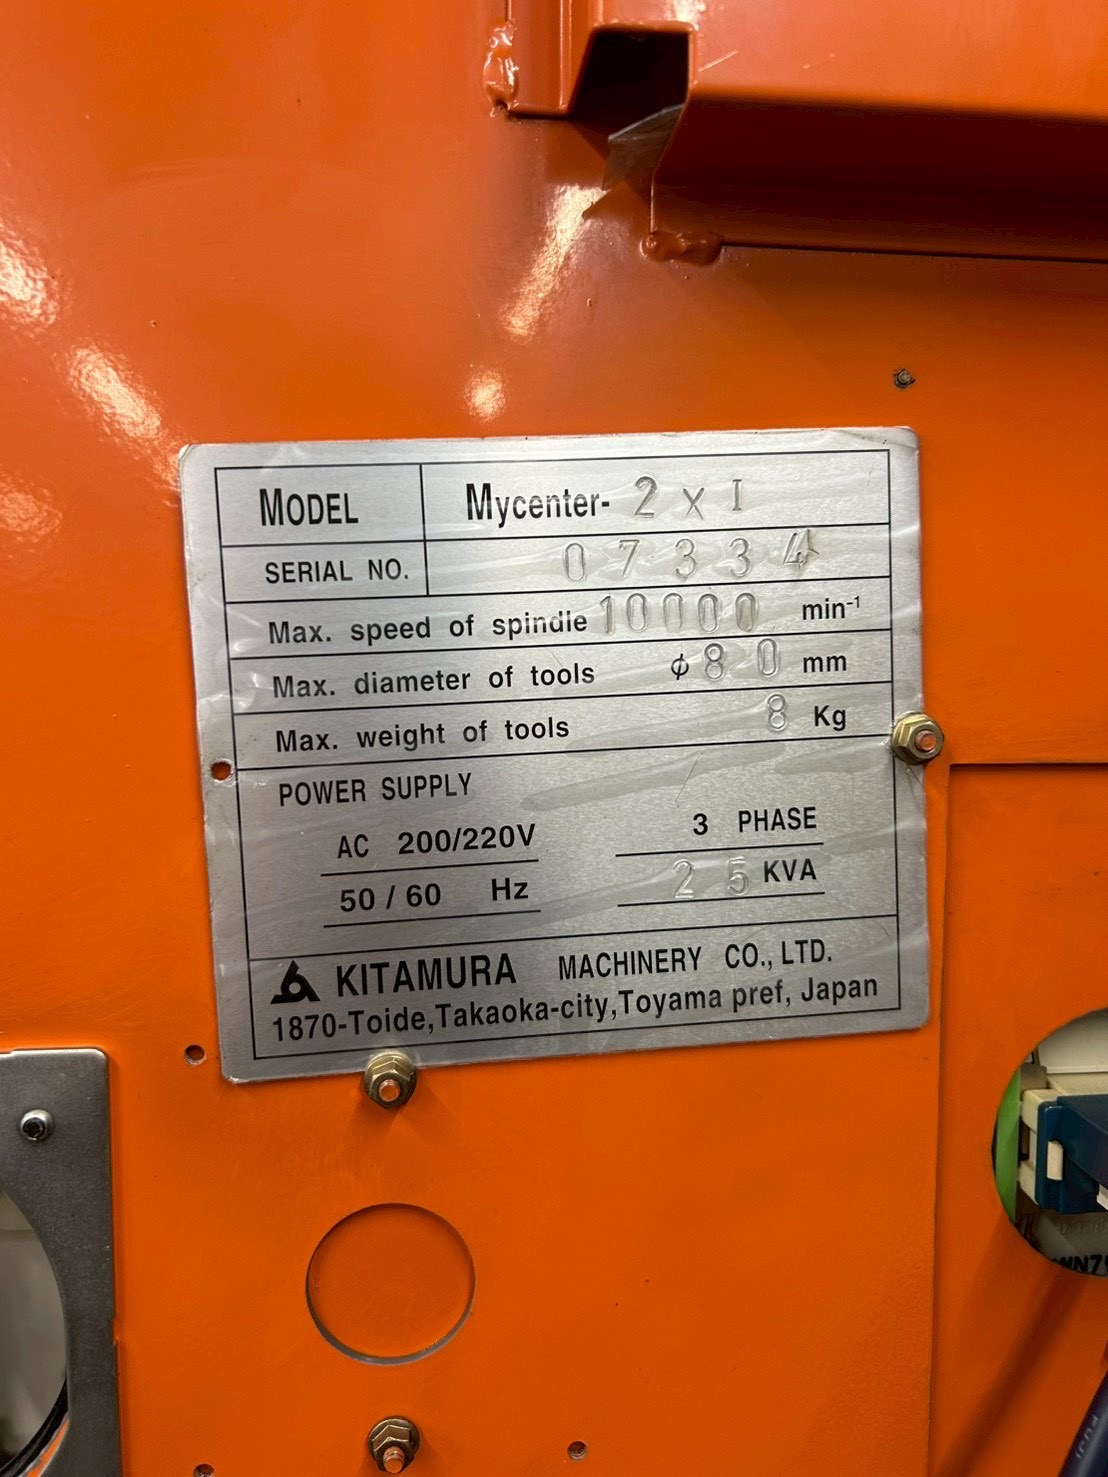 MODEL Mycenter-2xI
SERIAL NO. 07334
Max. speed of spindle 10000 min-1
Max. diameter of tools φ80 mm
Max. weight of tools 8 Kg
POWER SUPPLY
AC 200/220V 3 PHASE
50/60 Hz 25 KVA
KITAMURA MACHINERY CO., LTD.
1870-Toide, Takaoka-city, Toyama pref, Japan
FUJI